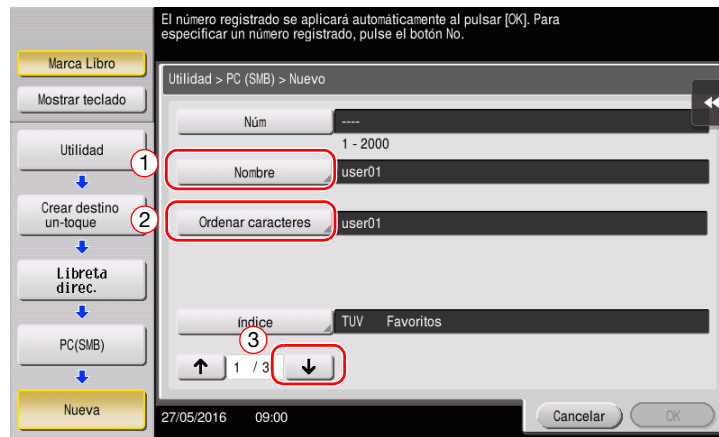 El número registrado se aplicará automáticamente al pulsar [OK]. Para
especificar un número registrado, pulse el botón No.
Marca Libro
Mostrar teclado
Utilidad
Crear destino
un-toque
Libreta
direc.
PC(SMB)
Nueva
Utilidad > PC (SMB) > Nuevo
Núm ----
1 - 2000
1 Nombre user01
2 Ordenar caracteres user01
índice TUV Favoritos
3
1 / 3
27/05/2016 09:00 Cancelar OK